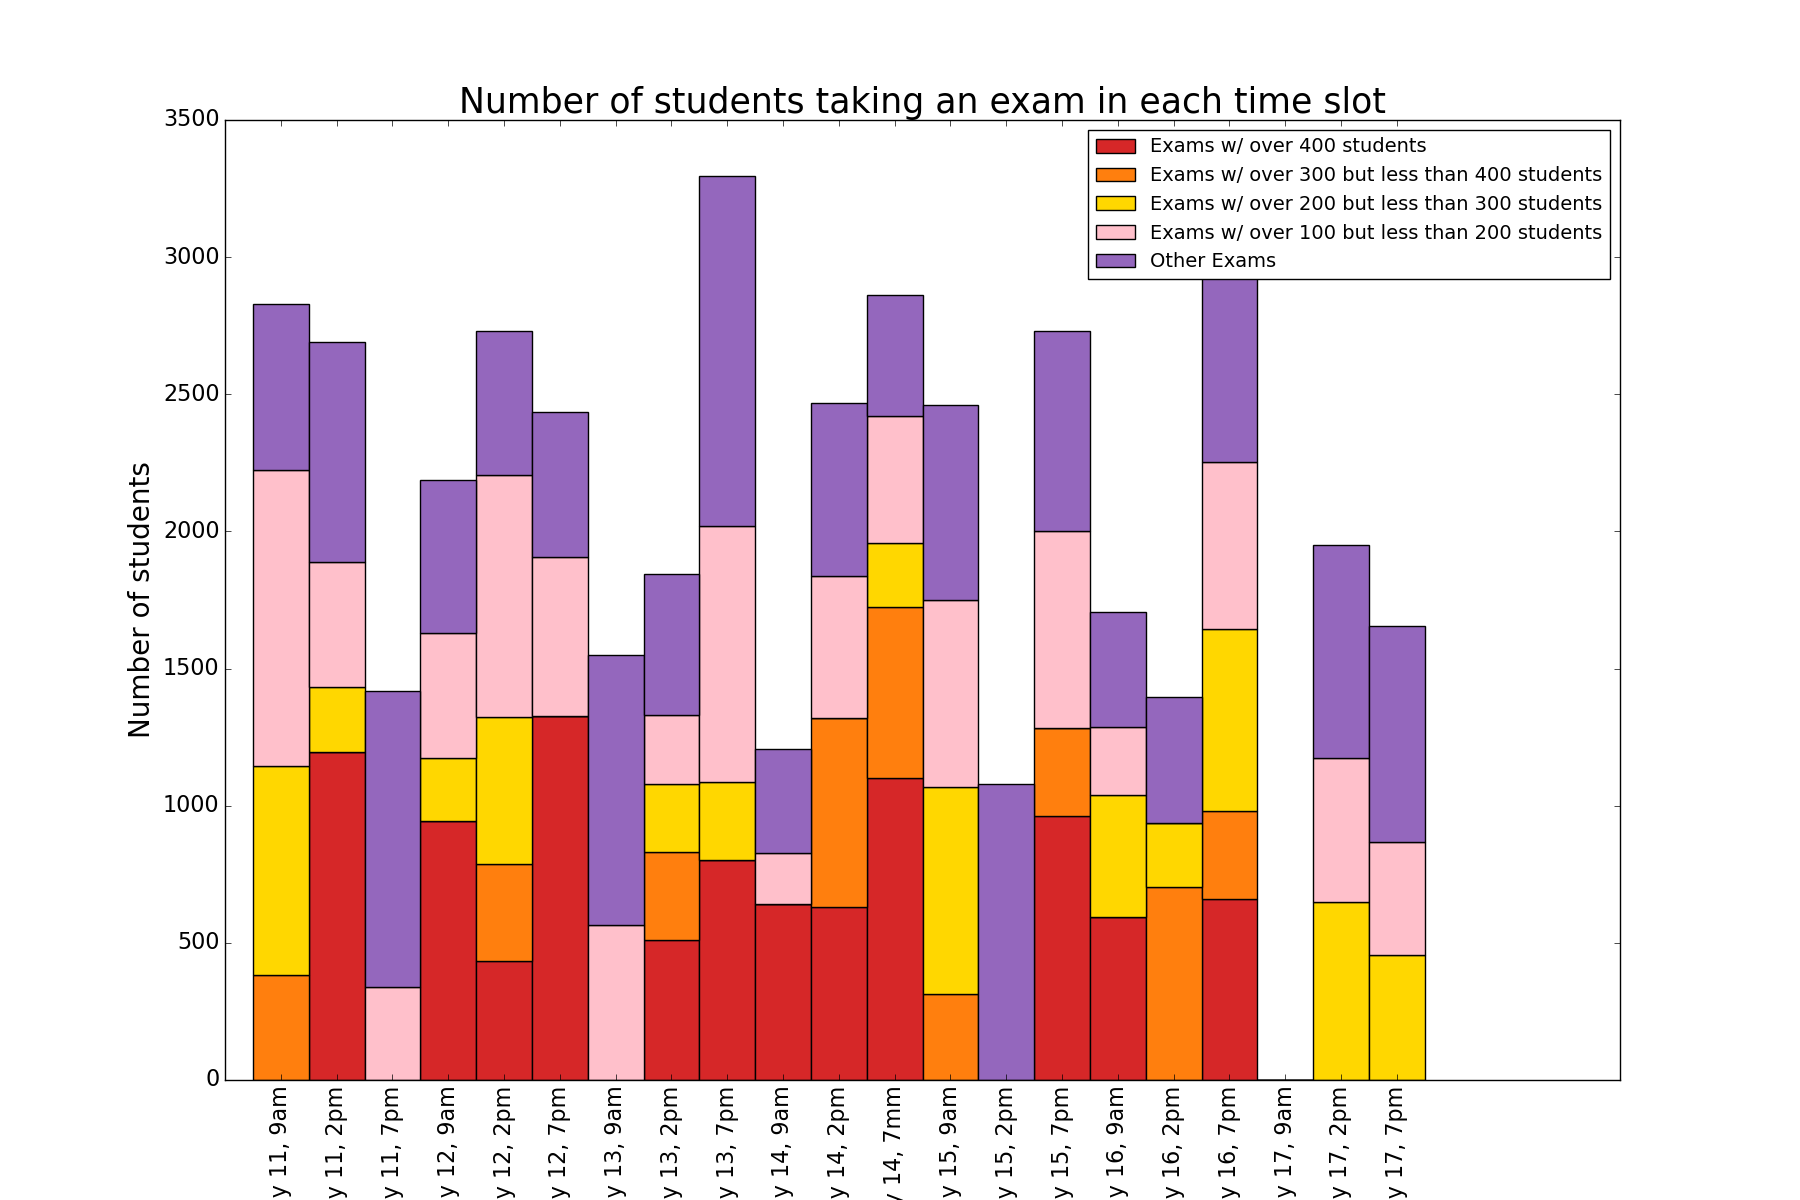 Number of students taking an exam in each time slot
Exams w/ over 400 students
Exams w/ over 300 but less than 400 students
Exams w/ over 200 but less than 300 students
Exams w/ over 100 but less than 200 students
Other Exams
Number of students
3500
3000
2500
2000
1500
1000
500
0
y 11, 9am
y 11, 2pm
y 11, 7pm
y 12, 9am
y 12, 2pm
y 12, 7pm
y 13, 9am
y 13, 2pm
y 13, 7pm
y 14, 9am
y 14, 2pm
y 14, 7mm
y 15, 9am
y 15, 2pm
y 15, 7pm
y 16, 9am
y 16, 2pm
y 16, 7pm
y 17, 9am
y 17, 2pm
y 17, 7pm